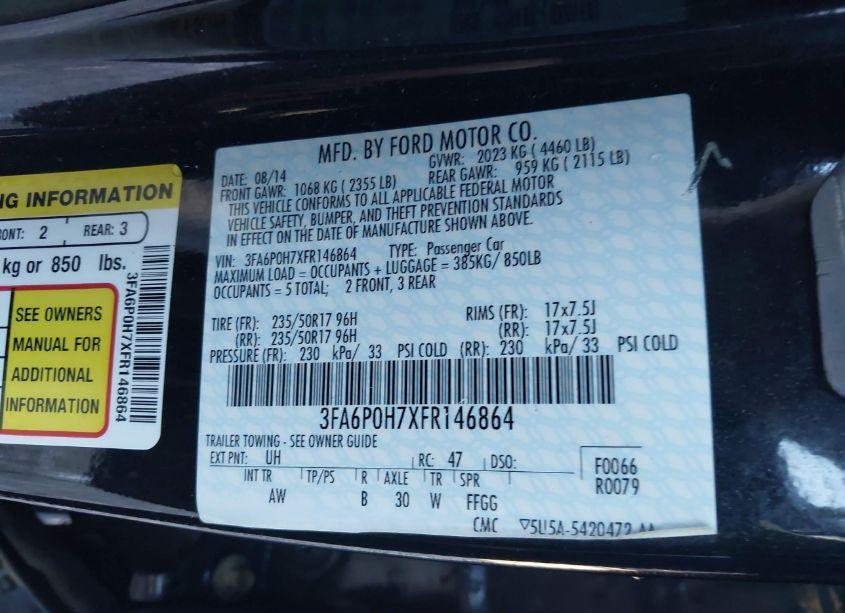 NG INFORMATION
RONT: 2 REAR: 3
kg or 850 lbs.
SEE OWNERS
MANUAL FOR
ADDITIONAL
INFORMATION
3FA6P0H7XFR146864
MFD. BY FORD MOTOR CO.
DATE: 08/14 GVWR: 2023 KG ( 4460 LB)
FRONT GAWR: 1068 KG ( 2355 LB) REAR GAWR: 959 KG ( 2115 LB)
THIS VEHICLE CONFORMS TO ALL APPLICABLE FEDERAL MOTOR
VEHICLE SAFETY, BUMPER, AND THEFT PREVENTION STANDARDS
IN EFFECT ON THE DATE OF MANUFACTURE SHOWN ABOVE.
VIN: 3FA6P0H7XFR146864 TYPE: Passenger Car
MAXIMUM LOAD = OCCUPANTS + LUGGAGE = 385KG/ 850LB
OCCUPANTS = 5 TOTAL; 2 FRONT, 3 REAR
TIRE (FR): 235/50R17 96H RIMS (FR): 17x7.5J
(RR): 235/50R17 96H (RR): 17x7.5J
PRESSURE (FR): 230 kPa/ 33 PSI COLD (RR): 230 kPa/ 33 PSI COLD
3FA6P0H7XFR146864
TRAILER TOWING - SEE OWNER GUIDE
EXT PNT: UH RC: 47 DSO: F0066
R0079
INT TR TP/PS R AXLE TR SPR
AW B 30 W FFGG
CMC ▽5U5A-5420472-AA